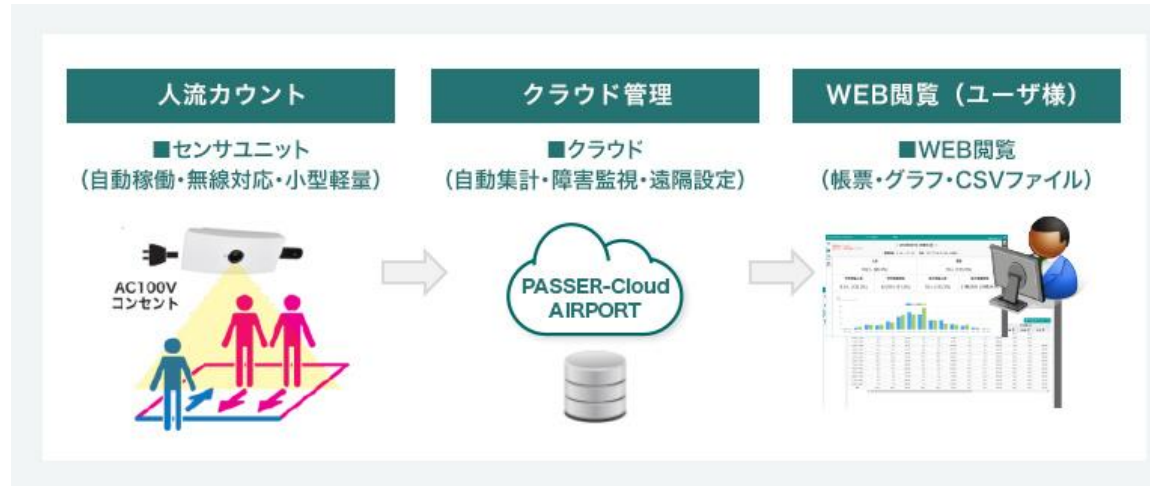 人流カウント
■センサユニット
（自動稼働・無線対応・小型軽量）
AC100V
コンセント
クラウド管理
■クラウド
（自動集計・障害監視・遠隔設定）
PASSER-Cloud
AIRPORT
WEB閲覧（ユーザ様）
■WEB閲覧
（帳票・グラフ・CSVファイル）